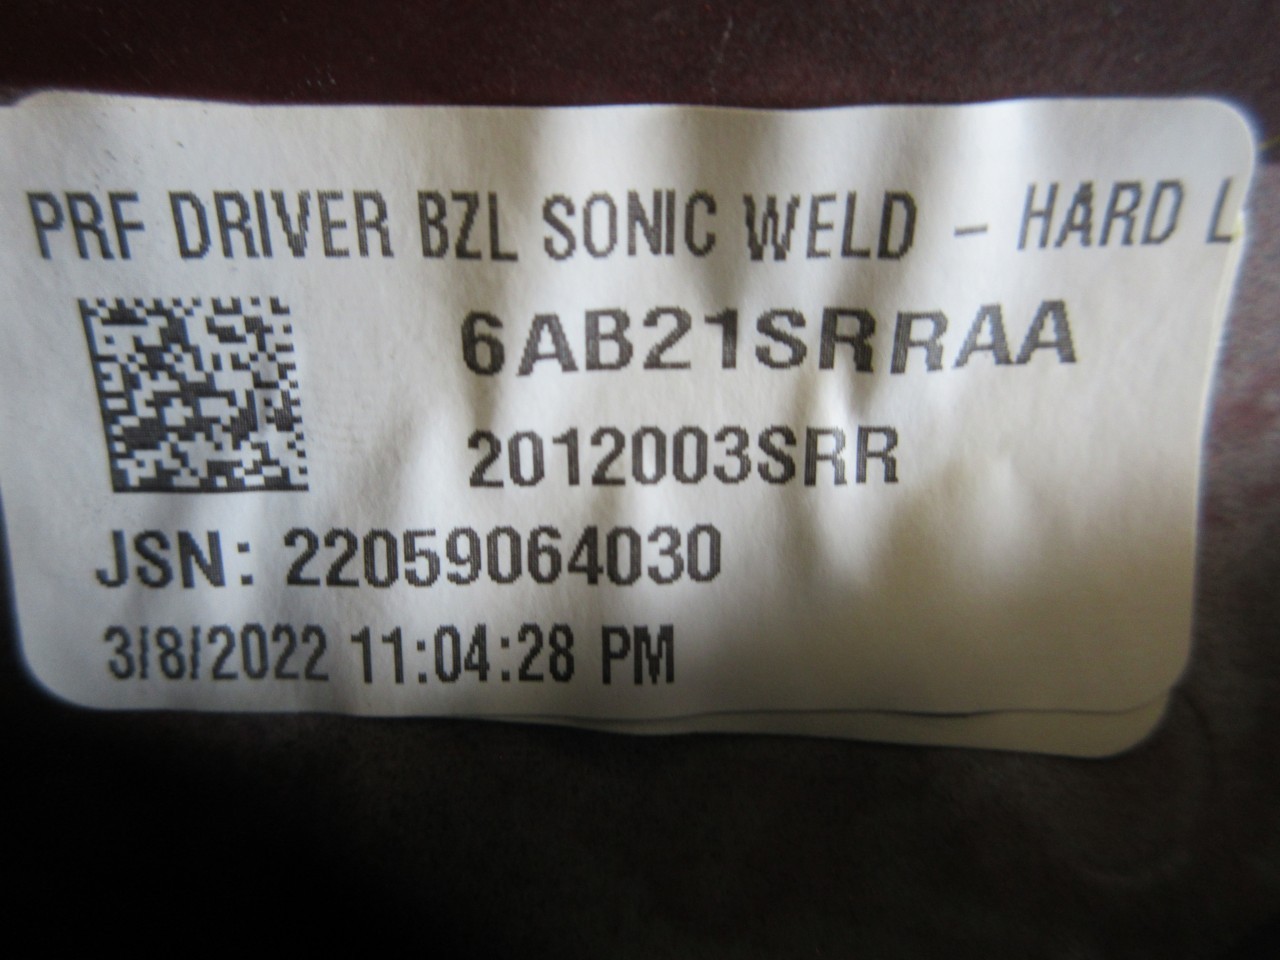 PRF DRIVER BZL SONIC WELD - HARD L
6AB21SRRAA
2012003SRR
JSN: 22059064030
3/8/2022 11:04:28 PM